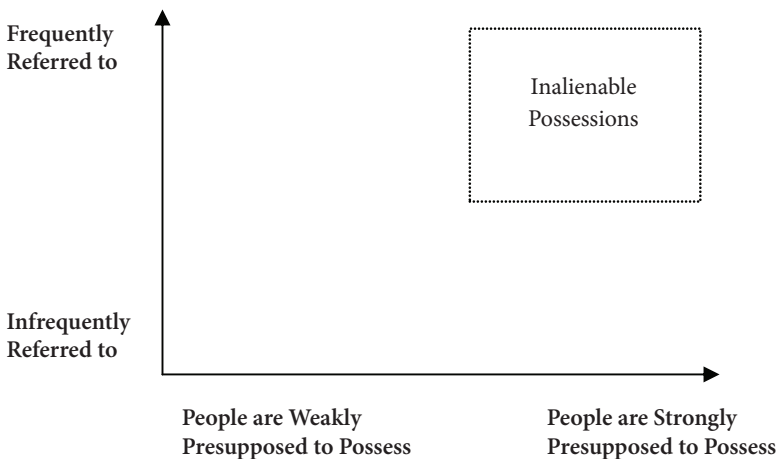 Frequently
Referred to
Inalienable
Possessions
Infrequently
Referred to
People are Weakly
Presupposed to Possess
People are Strongly
Presupposed to Possess